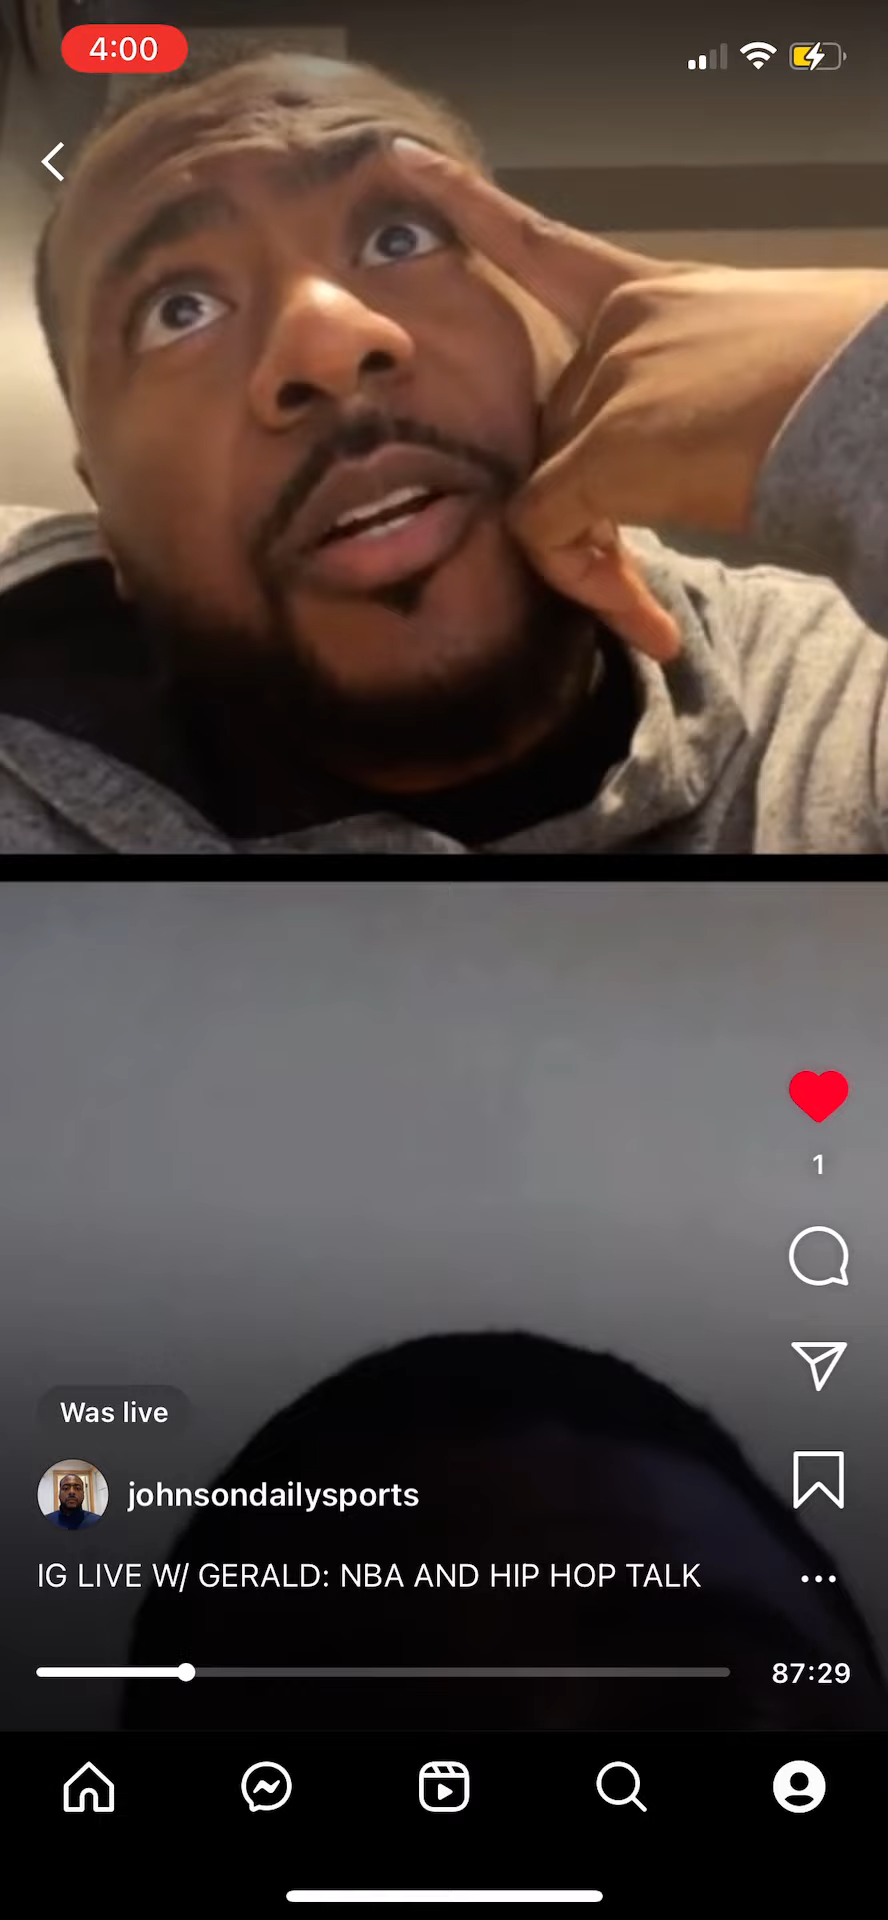 4:00
1
Was live
johnsondailysports
IG LIVE W/ GERALD: NBA AND HIP HOP TALK
87:29